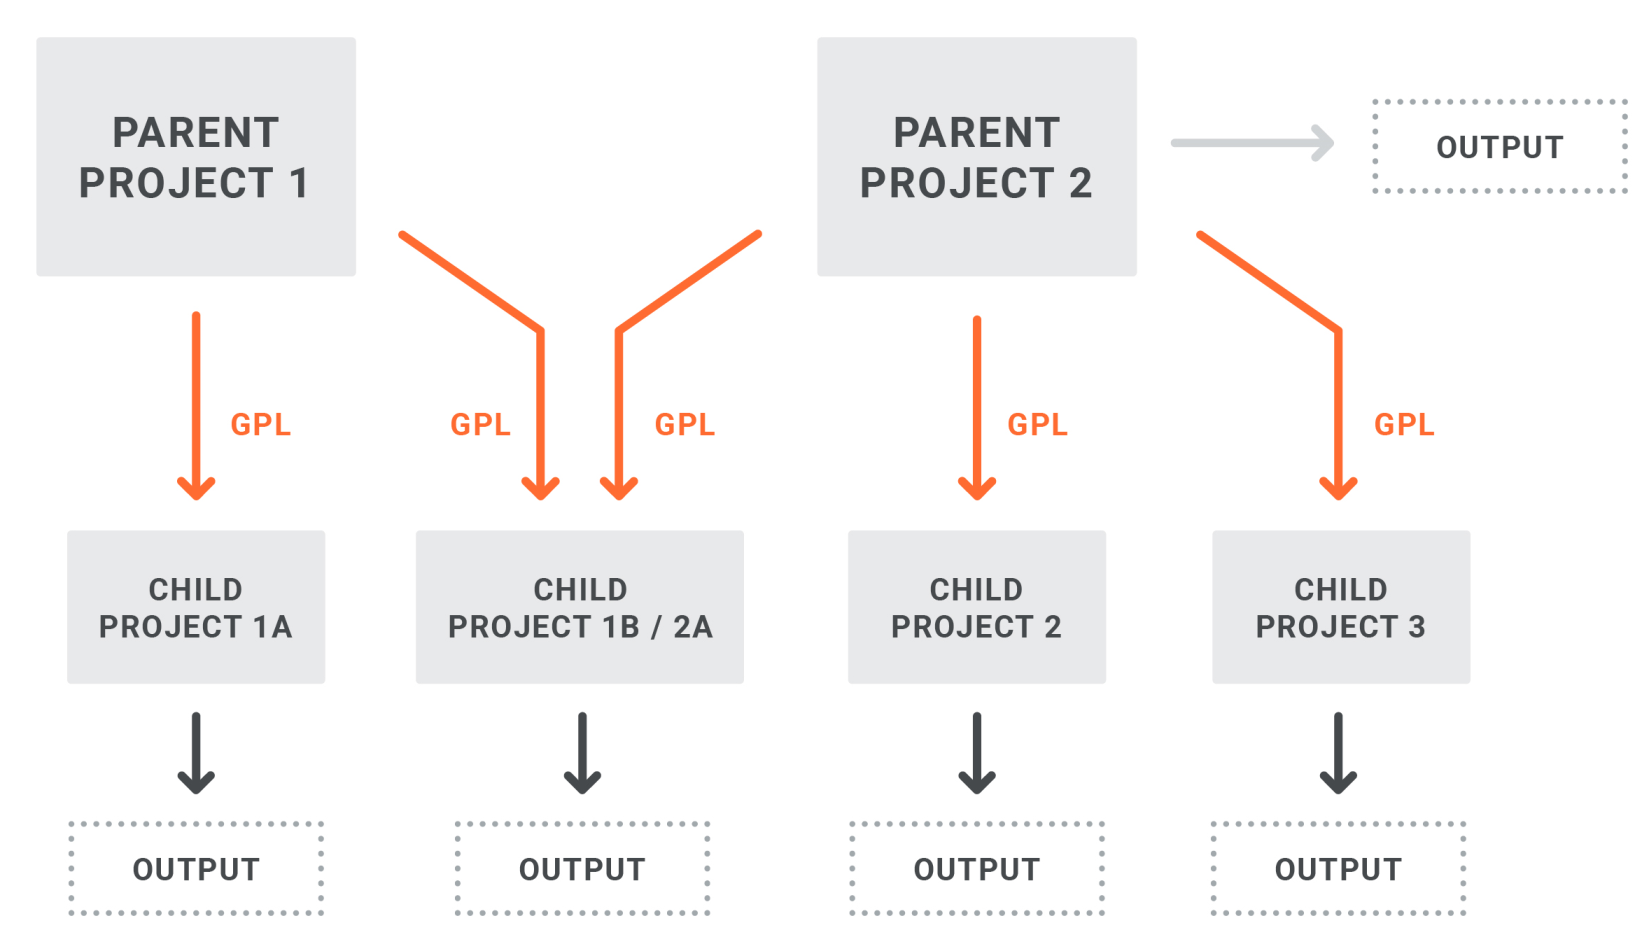 PARENT
PROJECT 1
PARENT
PROJECT 2
OUTPUT
GPL
GPL
GPL
GPL
GPL
CHILD
PROJECT 1A
CHILD
PROJECT 1B / 2A
CHILD
PROJECT 2
CHILD
PROJECT 3
OUTPUT
OUTPUT
OUTPUT
OUTPUT